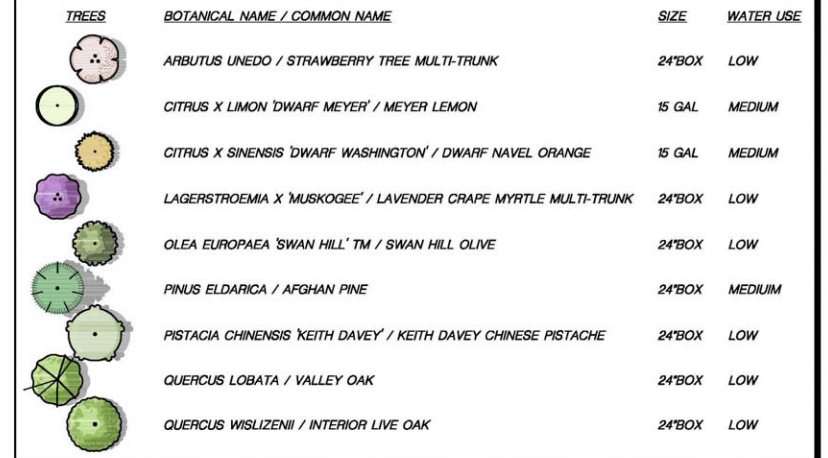 TREES BOTANICAL NAME / COMMON NAME SIZE WATER USE
ARBUTUS UNEDO / STRAWBERRY TREE MULTI-TRUNK 24"BOX LOW
CITRUS X LIMON 'DWARF MEYER' / MEYER LEMON 15 GAL MEDIUM
CITRUS X SINENSIS 'DWARF WASHINGTON' / DWARF NAVEL ORANGE 15 GAL MEDIUM
LAGERSTROEMIA X 'MUSKOGEE' / LAVENDER CRAPE MYRTLE MULTI-TRUNK 24"BOX LOW
OLEA EUROPAEA 'SWAN HILL' TM / SWAN HILL OLIVE 24"BOX LOW
PINUS ELDARICA / AFGHAN PINE 24"BOX MEDIUIM
PISTACIA CHINENSIS 'KEITH DAVEY' / KEITH DAVEY CHINESE PISTACHE 24"BOX LOW
QUERCUS LOBATA / VALLEY OAK 24"BOX LOW
QUERCUS WISLIZENII / INTERIOR LIVE OAK 24"BOX LOW